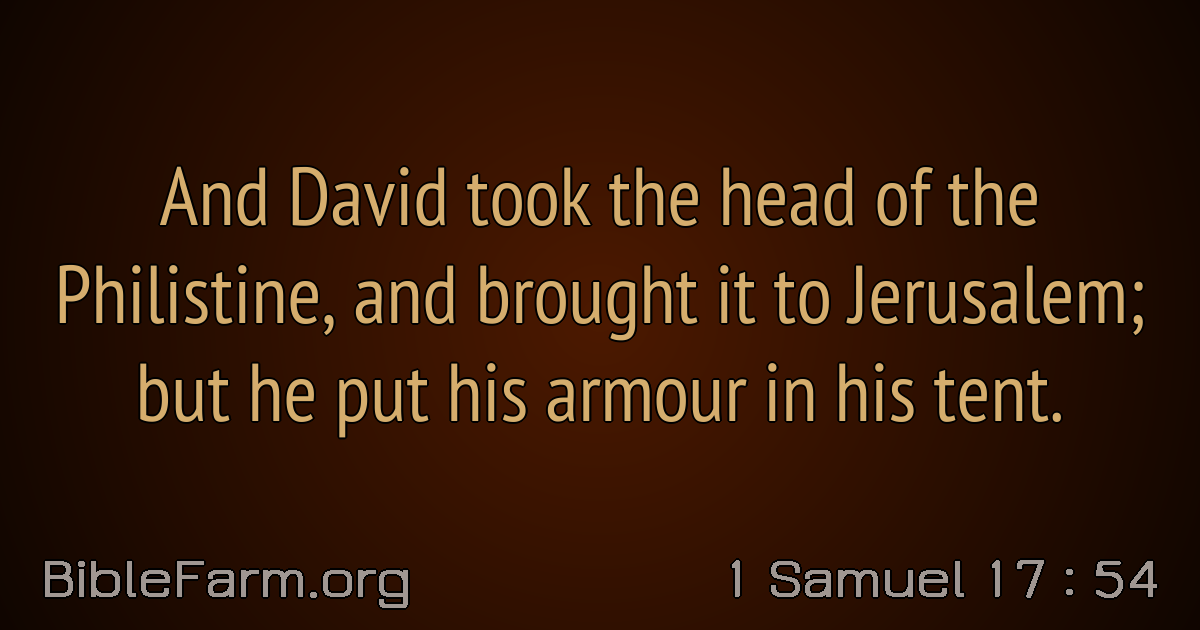 And David took the head of the
Philistine, and brought it to Jerusalem;
but he put his armour in his tent.
BibleFarm.org
1 Samuel 17 : 54